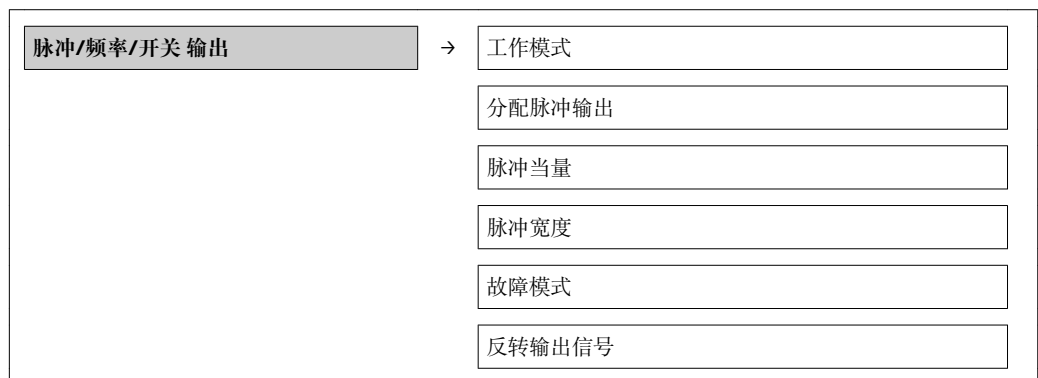 脉冲/频率/开关 输出 → 工作模式
分配脉冲输出
脉冲当量
脉冲宽度
故障模式
反转输出信号